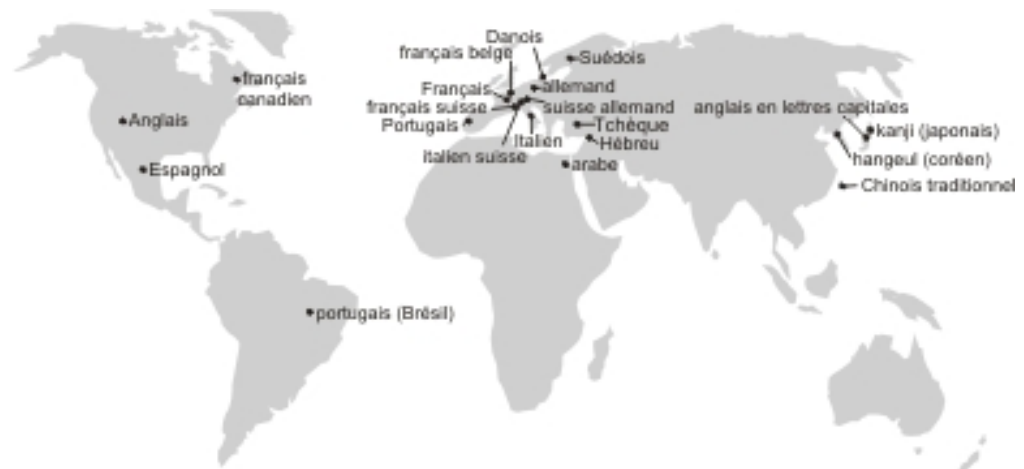 Danois
français belge
Suédois
français
canadien
Français
allemand
français suisse
suisse allemand
anglais en lettres capitales
Anglais
Portugais
Tchèque
kanji (japonais)
Italien
Hébreu
italien suisse
hangeul (coréen)
Espagnol
arabe
Chinois traditionnel
portugais (Brésil)